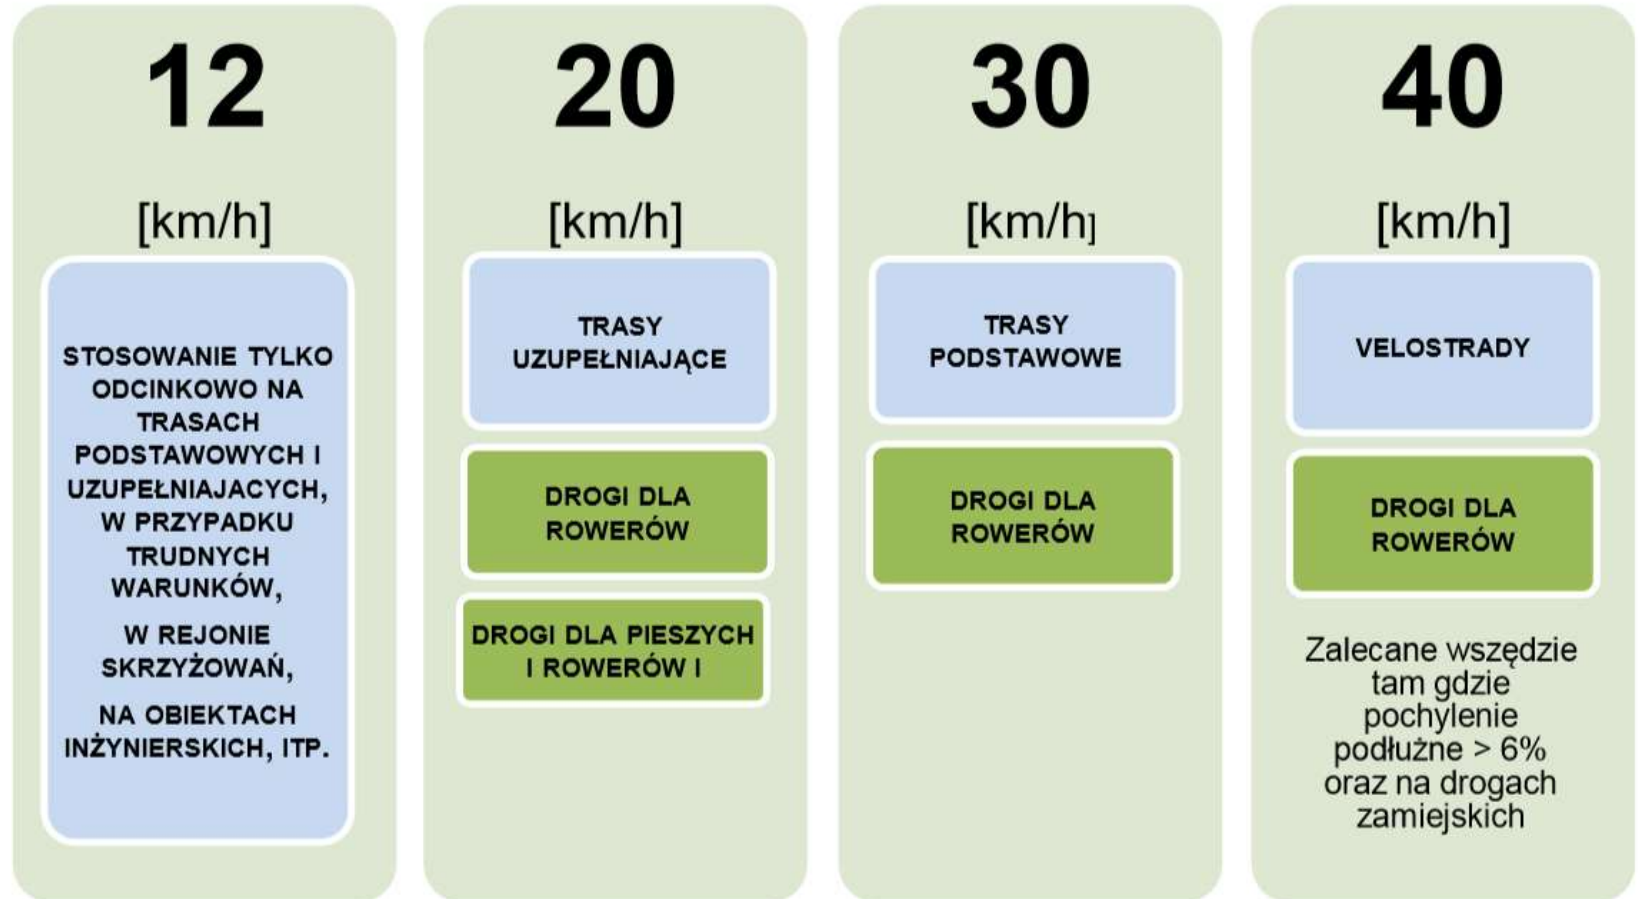 12
[km/h]
STOSOWANIE TYLKO
ODCINKOWO NA
TRASACH
PODSTAWOWYCH I
UZUPEŁNIAJACYCH,
W PRZYPADKU
TRUDNYCH
WARUNKÓW,
W REJONIE
SKRZYŻOWAŃ,
NA OBIEKTACH
INŻYNIERSKICH, ITP.
20
[km/h]
TRASY
UZUPEŁNIAJĄCE
DROGI DLA
ROWERÓW
DROGI DLA PIESZYCH
I ROWERÓW I
30
[km/h]
TRASY
PODSTAWOWE
DROGI DLA
ROWERÓW
40
[km/h]
VELOSTRADY
DROGI DLA
ROWERÓW
Zalecane wszędzie
tam gdzie
pochylenie
podłużne > 6%
oraz na drogach
zamiejskich